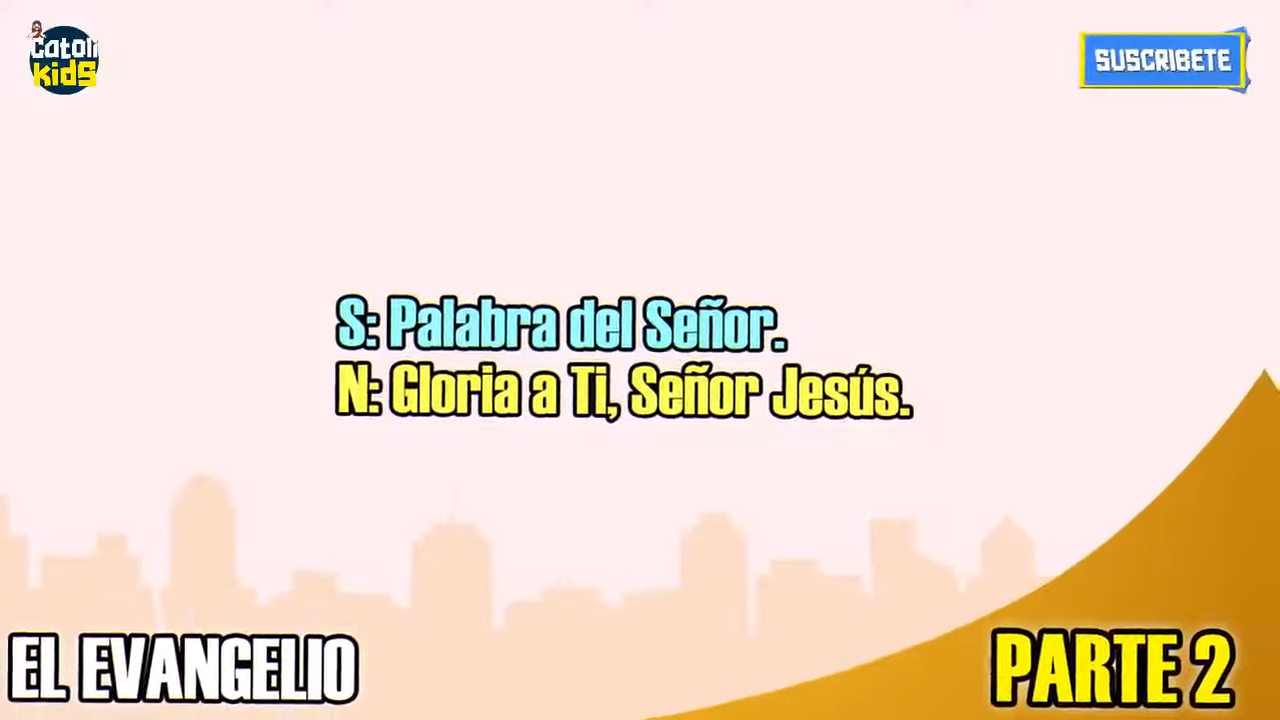 Catoli
kids
SUSCRIBETE
S: Palabra del Señor.
N: Gloria a Ti, Señor Jesús.
EL EVANGELIO
PARTE 2